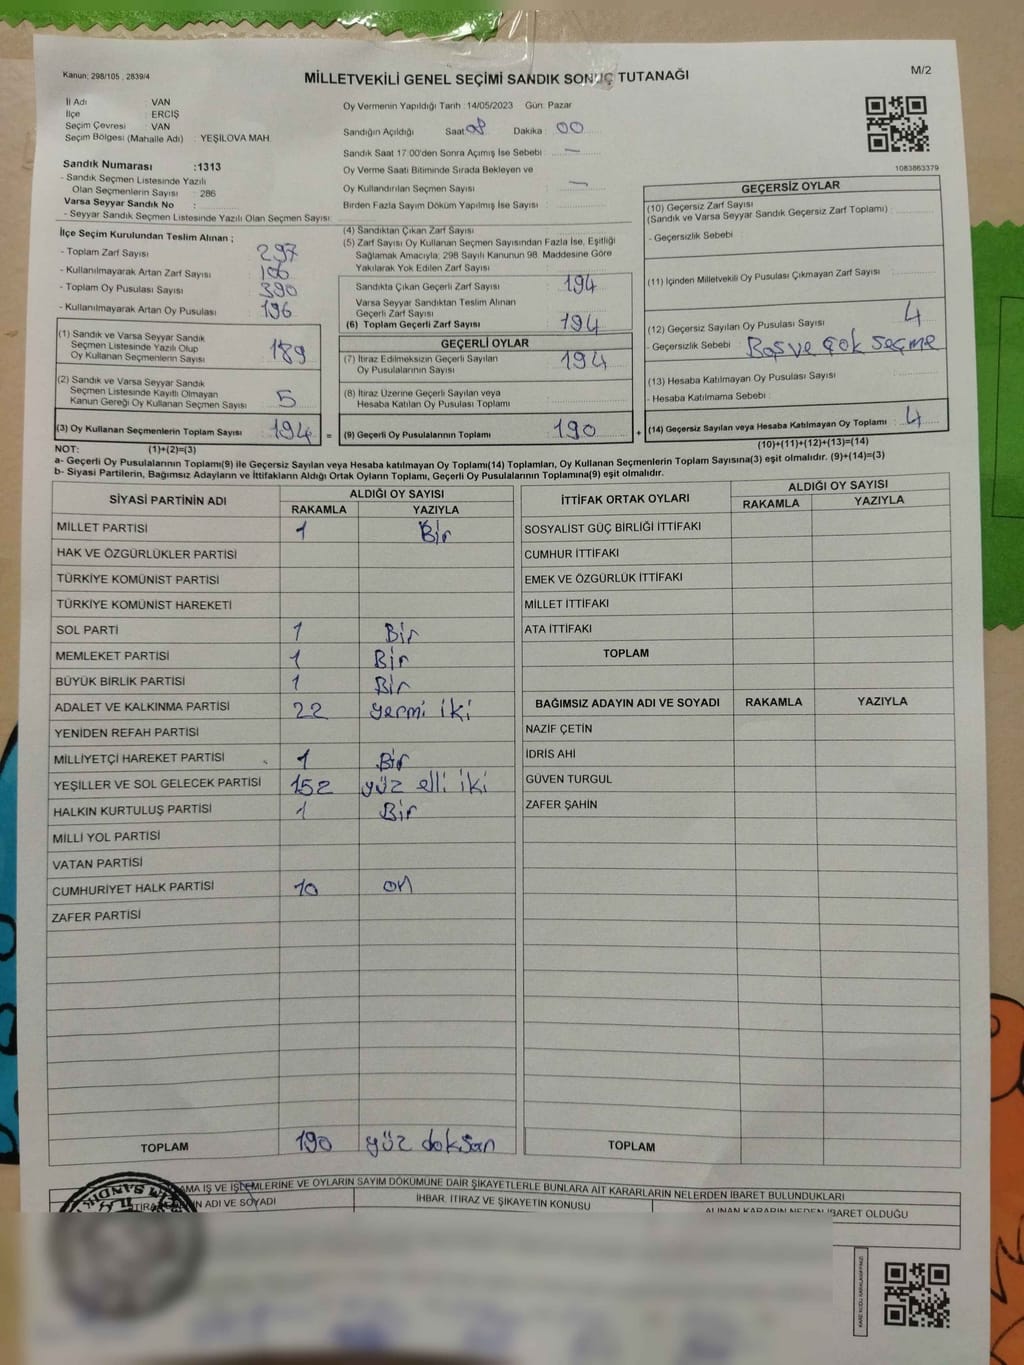 Kanun; 298/105 , 2839/4
MİLLETVEKİLİ GENEL SEÇİMİ SANDIK SONUÇ TUTANAĞI
M/2
İl Adı : VAN
İlçe : ERCİŞ
Seçim Çevresi : VAN
Seçim Bölgesi (Mahalle Adı) : YEŞİLOVA MAH.
Oy Vermenin Yapıldığı Tarih :14/05/2023 Gün: Pazar
Sandığın Açıldığı Saat 08 Dakika : 00
Sandık Saat 17.00'den Sonra Açımış İse Sebebi : —
Oy Verme Saati Bitiminde Sırada Bekleyen ve
Oy Kullandırılan Seçmen Sayısı : —
Birden Fazla Sayım Döküm Yapılmış İse Sayısı :
1083863379
Sandık Numarası :1313
- Sandık Seçmen Listesinde Yazılı
Olan Seçmenlerin Sayısı : 286
Varsa Seyyar Sandık No :
- Seyyar Sandık Seçmen Listesinde Yazılı Olan Seçmen Sayısı:
İlçe Seçim Kurulundan Teslim Alınan ;
- Toplam Zarf Sayısı : 297
- Kullanılmayarak Artan Zarf Sayısı :
- Toplam Oy Pusulası Sayısı : 390
- Kullanılmayarak Artan Oy Pusulası : 196
(1) Sandık ve Varsa Seyyar Sandık
Seçmen Listesinde Yazılı Olup
Oy Kullanan Seçmenlerin Sayısı : 189
(2) Sandık ve Varsa Seyyar Sandık
Seçmen Listesinde Kayıtlı Olmayan
Kanun Gereği Oy Kullanan Seçmen Sayısı : 5
(3) Oy Kullanan Seçmenlerin Toplam Sayısı : 194 =
(4) Sandıktan Çıkan Zarf Sayısı :
(5) Zarf Sayısı Oy Kullanan Seçmen Sayısından Fazla İse, Eşitliği
Sağlamak Amacıyla; 298 Sayılı Kanunun 98. Maddesine Göre
Yakılarak Yok Edilen Zarf Sayısı :
Sandıkta Çıkan Geçerli Zarf Sayısı : 194
Varsa Seyyar Sandıktan Teslim Alınan
Geçerli Zarf Sayısı :
(6) Toplam Geçerli Zarf Sayısı : 194
GEÇERLİ OYLAR
(7) İtiraz Edilmeksizin Geçerli Sayılan
Oy Pusulalarının Sayısı : 194
(8) İtiraz Üzerine Geçerli Sayılan veya
Hesaba Katılan Oy Pusulası Toplamı :
(9) Geçerli Oy Pusulalarının Toplamı : 190 +
GEÇERSİZ OYLAR
(10) Geçersiz Zarf Sayısı
(Sandık ve Varsa Seyyar Sandık Geçersiz Zarf Toplamı) :
- Geçersizlik Sebebi :
(11) İçinden Milletvekili Oy Pusulası Çıkmayan Zarf Sayısı :
(12) Geçersiz Sayılan Oy Pusulası Sayısı : 4
- Geçersizlik Sebebi : Boş ve çok seçme
(13) Hesaba Katılmayan Oy Pusulası Sayısı :
- Hesaba Katılmama Sebebi :
(14) Geçersiz Sayılan veya Hesaba Katılmayan Oy Toplamı : 4
NOT: (1)+(2)=(3)
(10)+(11)+(12)+(13)=(14)
a- Geçerli Oy Pusulalarının Toplamı(9) ile Geçersiz Sayılan veya Hesaba katılmayan Oy Toplamı(14) Toplamları, Oy Kullanan Seçmenlerin Toplam Sayısına(3) eşit olmalıdır. (9)+(14)=(3)
b- Siyasi Partilerin, Bağımsız Adayların ve İttifakların Aldığı Ortak Oyların Toplamı, Geçerli Oy Pusulalarının Toplamına(9) eşit olmalıdır.
SİYASİ PARTİNİN ADI ALDIĞI OY SAYISI
RAKAMLA YAZIYLA
MİLLET PARTİSİ 1 Bir
HAK VE ÖZGÜRLÜKLER PARTİSİ
TÜRKİYE KOMÜNİST PARTİSİ
TÜRKİYE KOMÜNİST HAREKETİ
SOL PARTİ 1 Bir
MEMLEKET PARTİSİ 1 Bir
BÜYÜK BİRLİK PARTİSİ 1 Bir
ADALET VE KALKINMA PARTİSİ 22 yermi iki
YENİDEN REFAH PARTİSİ
MİLLİYETÇİ HAREKET PARTİSİ 1 Bir
YEŞİLLER VE SOL GELECEK PARTİSİ 152 yüz elli iki
HALKIN KURTULUŞ PARTİSİ 1 Bir
MİLLİ YOL PARTİSİ
VATAN PARTİSİ
CUMHURİYET HALK PARTİSİ 10 on
ZAFER PARTİSİ
TOPLAM 190 yüz doksan
İTTİFAK ORTAK OYLARI ALDIĞI OY SAYISI
RAKAMLA YAZIYLA
SOSYALİST GÜÇ BİRLİĞİ İTTİFAKI
CUMHUR İTTİFAKI
EMEK VE ÖZGÜRLÜK İTTİFAKI
MİLLET İTTİFAKI
ATA İTTİFAKI
TOPLAM
BAĞIMSIZ ADAYIN ADI VE SOYADI RAKAMLA YAZIYLA
NAZİF ÇETİN
İDRİS AHİ
GÜVEN TURGUL
ZAFER ŞAHİN
TOPLAM
İŞ VE İŞLEMLERİNE VE OYLARIN SAYIM DÖKÜMÜNE DAİR ŞİKAYETLERLE BUNLARA AİT KARARLARIN NELERDEN İBARET BULUNDUKLARI
ADI VE SOYADI İHBAR, İTİRAZ VE ŞİKAYETİN KONUSU ALINAN KARARIN NEDEN İBARET OLDUĞU